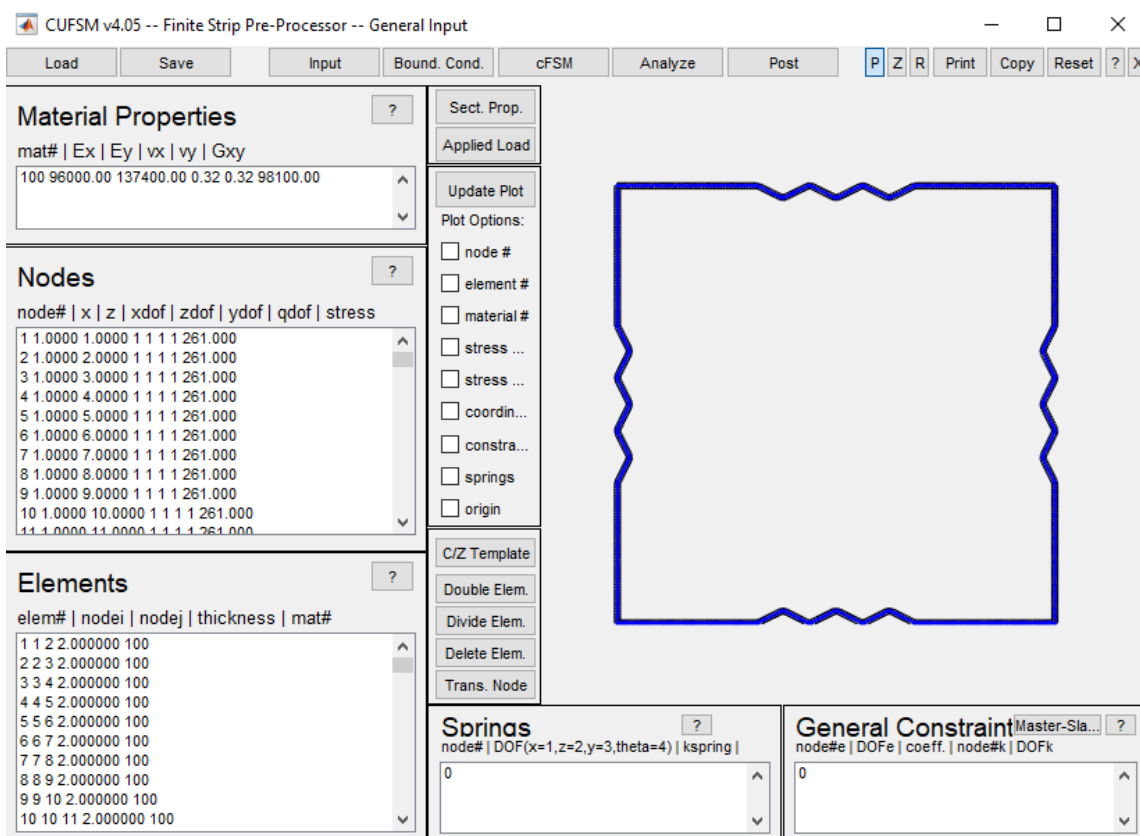 CUFSM v4.05 -- Finite Strip Pre-Processor -- General Input
Load Save Input Bound. Cond. cFSM Analyze Post P Z R Print Copy Reset ? X
Material Properties ?
mat# | Ex | Ey | vx | vy | Gxy
100 96000.00 137400.00 0.32 0.32 98100.00
Nodes ?
node# | x | z | xdof | zdof | ydof | qdof | stress
1 1.0000 1.0000 1 1 1 1 261.000
2 1.0000 2.0000 1 1 1 1 261.000
3 1.0000 3.0000 1 1 1 1 261.000
4 1.0000 4.0000 1 1 1 1 261.000
5 1.0000 5.0000 1 1 1 1 261.000
6 1.0000 6.0000 1 1 1 1 261.000
7 1.0000 7.0000 1 1 1 1 261.000
8 1.0000 8.0000 1 1 1 1 261.000
9 1.0000 9.0000 1 1 1 1 261.000
10 1.0000 10.0000 1 1 1 1 261.000
11 1.0000 11.0000 1 1 1 1 261.000
Elements ?
elem# | nodei | nodej | thickness | mat#
1 1 2 2.000000 100
2 2 3 2.000000 100
3 3 4 2.000000 100
4 4 5 2.000000 100
5 5 6 2.000000 100
6 6 7 2.000000 100
7 7 8 2.000000 100
8 8 9 2.000000 100
9 9 10 2.000000 100
10 10 11 2.000000 100
Sect. Prop.
Applied Load
Update Plot
Plot Options:
node #
element #
material #
stress ...
stress ...
coordin...
constra...
springs
origin
C/Z Template
Double Elem.
Divide Elem.
Delete Elem.
Trans. Node
Springs ?
node# | DOF(x=1,z=2,y=3,theta=4) | kspring |
0
General Constraint Master-Sla... ?
node#e | DOFe | coeff. | node#k | DOFk
0